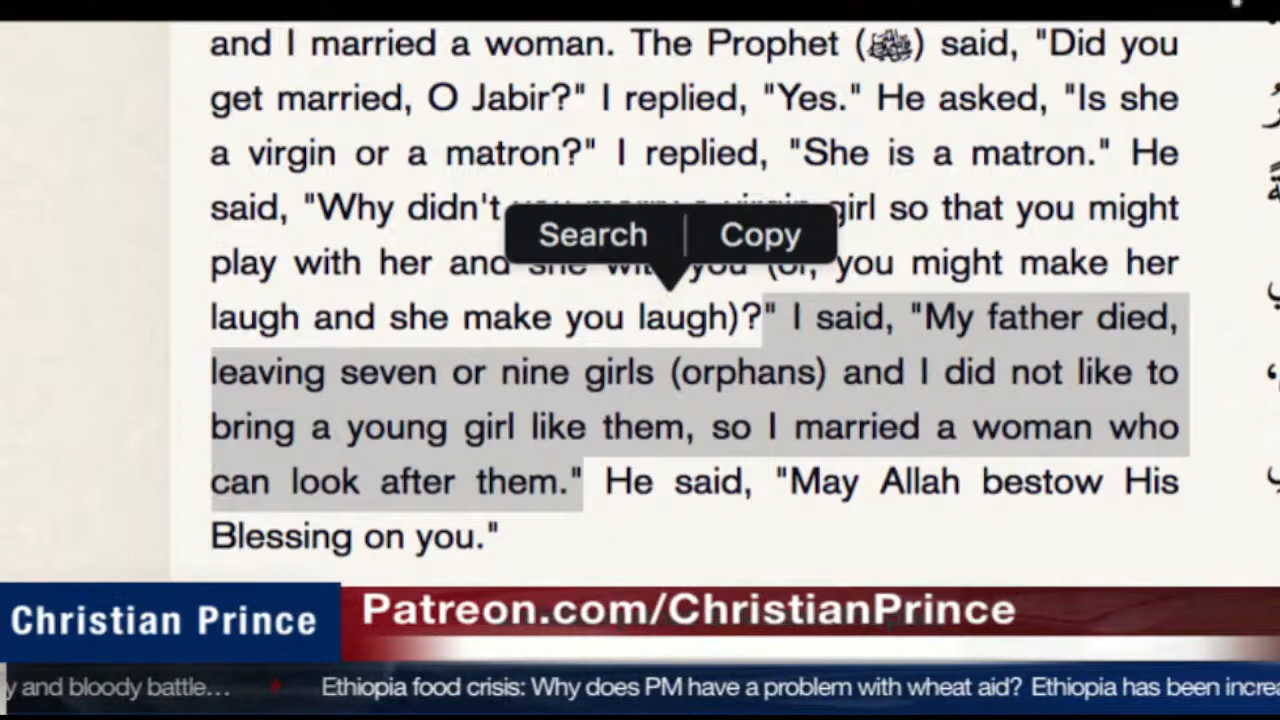 and I married a woman. The Prophet (ﷺ) said, "Did you
get married, O Jabir?" I replied, "Yes." He asked, "Is she
a virgin or a matron?" I replied, "She is a matron." He
said, "Why didn't girl so that you might
Search Copy
play with her and she with you (or, you might make her
laugh and she make you laugh)?" I said, "My father died,
leaving seven or nine girls (orphans) and I did not like to
bring a young girl like them, so I married a woman who
can look after them." He said, "May Allah bestow His
Blessing on you."
Christian Prince
Patreon.com/ChristianPrince
y and bloody battle... Ethiopia food crisis: Why does PM have a problem with wheat aid? Ethiopia has been increa